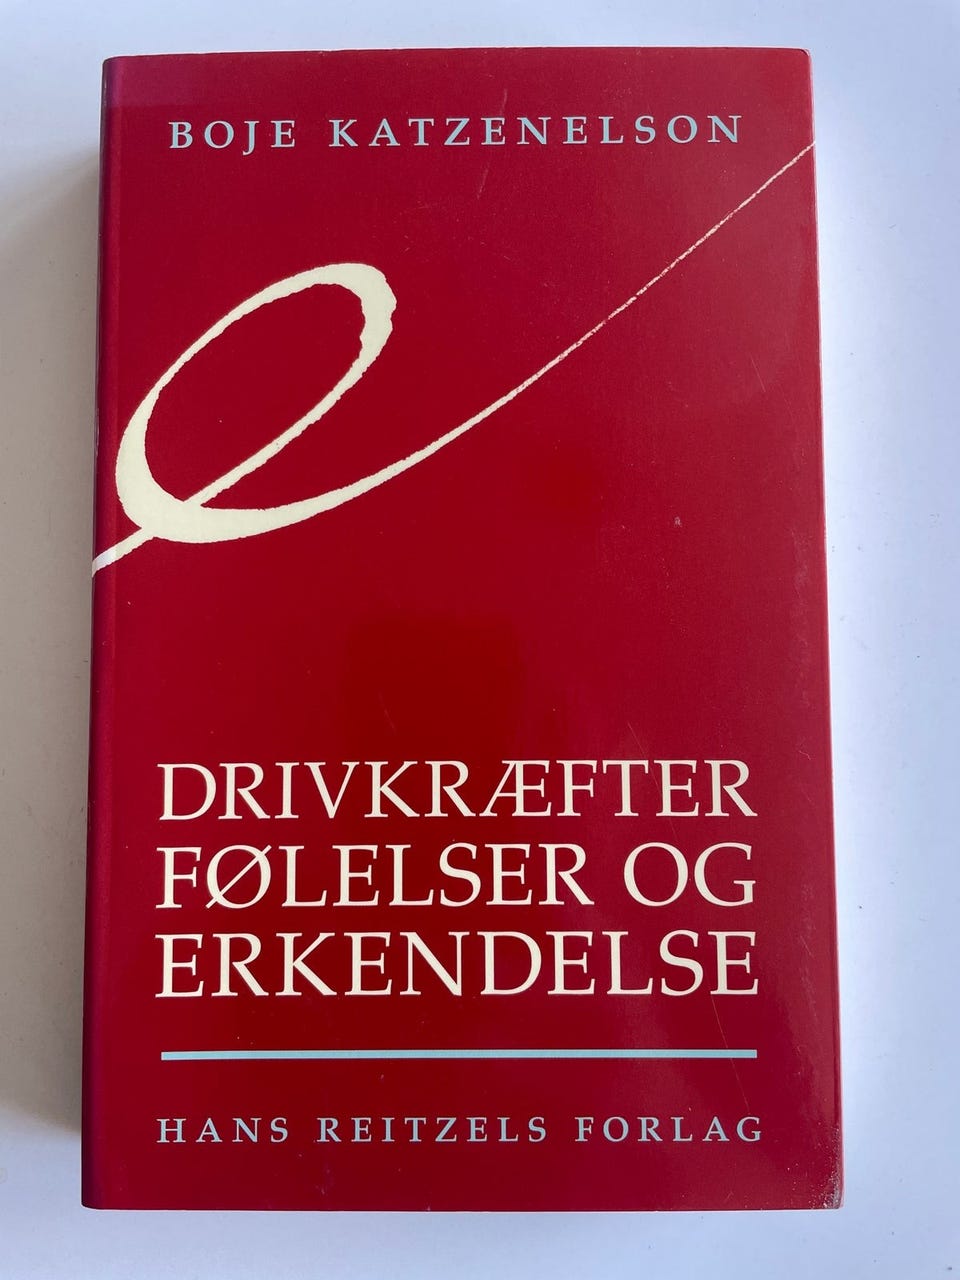 BOJE KATZENELSON
e
DRIVKRÆFTER
FØLELSER OG
ERKENDELSE
HANS REITZELS FORLAG